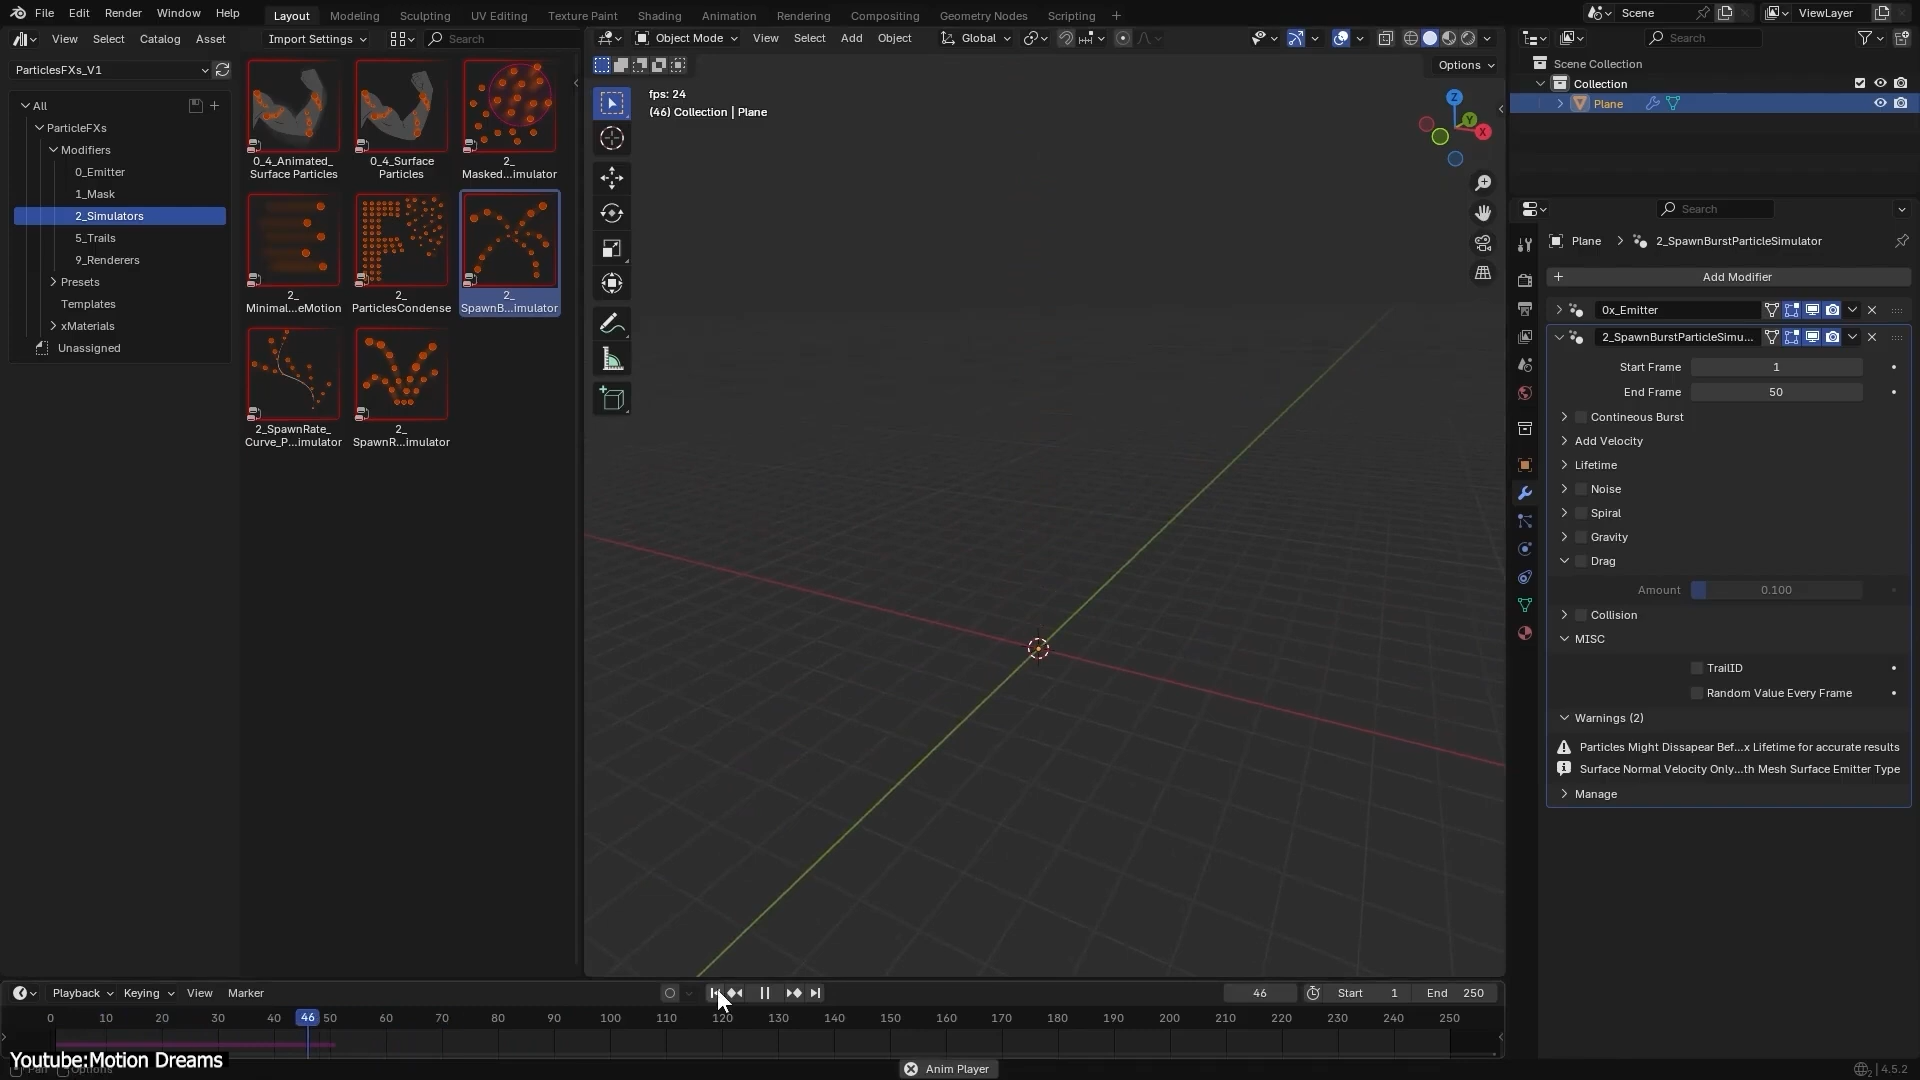 File Edit Render Window Help
Layout Modeling Sculpting UV Editing Texture Paint Shading Animation Rendering Compositing Geometry Nodes Scripting +
Scene
ViewLayer
View Select Catalog Asset
Import Settings
Search
Object Mode View Select Add Object
Global
Search
ParticlesFXs_V1
Options
All
ParticleFXs
Modifiers
0_Emitter
1_Mask
2_Simulators
5_Trails
9_Renderers
Presets
Templates
xMaterials
Unassigned
0_4_Animated_
Surface Particles
0_4_Surface
Particles
2_
Masked...imulator
2_
Minimal...eMotion
2_
ParticlesCondense
2_
SpawnB...imulator
2_SpawnRate_
Curve_P...imulator
2_
SpawnR...imulator
fps: 24
(46) Collection | Plane
Z
Y
X
Scene Collection
Collection
Plane
Search
Plane
2_SpawnBurstParticleSimulator
Add Modifier
0x_Emitter
2_SpawnBurstParticleSimu...
Start Frame 1
End Frame 50
Contineous Burst
Add Velocity
Lifetime
Noise
Spiral
Gravity
Drag
Amount 0.100
Collision
MISC
TrailID
Random Value Every Frame
Warnings (2)
Particles Might Dissapear Bef...x Lifetime for accurate results
Surface Normal Velocity Only...th Mesh Surface Emitter Type
Manage
Playback Keying View Marker
46
Start 1
End 250
0 10 20 30 40 46 50 60 70 80 90 100 110 120 130 140 150 160 170 180 190 200 210 220 230 240 250
Youtube:Motion Dreams
Pan
Options
Anim Player
4.5.2